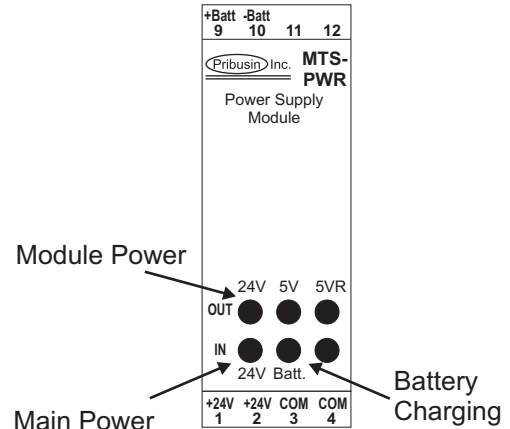 +Batt -Batt
9 10 11 12
Pribusin Inc. MTS-
PWR
Power Supply
Module
Module Power
24V 5V 5VR
OUT
IN
24V Batt.
Battery
Charging
+24V +24V COM COM
1 2 3 4
Main Power